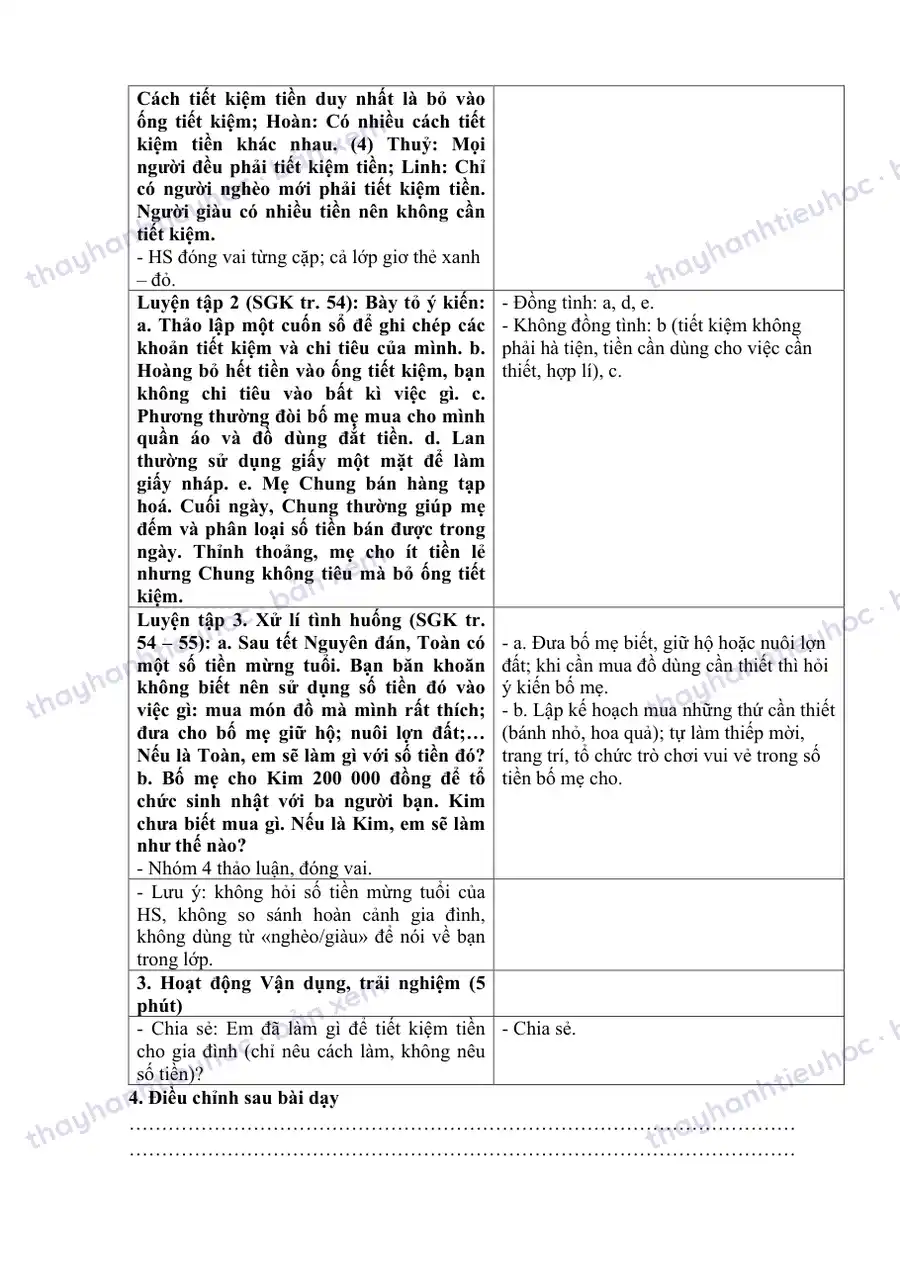 Cách tiết kiệm tiền duy nhất là bỏ vào
ống tiết kiệm; Hoàn: Có nhiều cách tiết
kiệm tiền khác nhau. (4) Thuỷ: Mọi
người đều phải tiết kiệm tiền; Linh: Chỉ
có người nghèo mới phải tiết kiệm tiền.
Người giàu có nhiều tiền nên không cần
tiết kiệm.
- HS đóng vai từng cặp; cả lớp giơ thẻ xanh
– đỏ.
Luyện tập 2 (SGK tr. 54): Bày tỏ ý kiến:
a. Thảo lập một cuốn sổ để ghi chép các
khoản tiết kiệm và chi tiêu của mình. b.
Hoàng bỏ hết tiền vào ống tiết kiệm, bạn
không chi tiêu vào bất kì việc gì. c.
Phương thường đòi bố mẹ mua cho mình
quần áo và đồ dùng đắt tiền. d. Lan
thường sử dụng giấy một mặt để làm
giấy nháp. e. Mẹ Chung bán hàng tạp
hoá. Cuối ngày, Chung thường giúp mẹ
đếm và phân loại số tiền bán được trong
ngày. Thỉnh thoảng, mẹ cho ít tiền lẻ
nhưng Chung không tiêu mà bỏ ống tiết
kiệm.
- Đồng tình: a, d, e.
- Không đồng tình: b (tiết kiệm không
phải hà tiện, tiền cần dùng cho việc cần
thiết, hợp lí), c.
Luyện tập 3. Xử lí tình huống (SGK tr.
54 – 55): a. Sau tết Nguyên đán, Toàn có
một số tiền mừng tuổi. Bạn băn khoăn
không biết nên sử dụng số tiền đó vào
việc gì: mua món đồ mà mình rất thích;
đưa cho bố mẹ giữ hộ; nuôi lợn đất;…
Nếu là Toàn, em sẽ làm gì với số tiền đó?
b. Bố mẹ cho Kim 200 000 đồng để tổ
chức sinh nhật với ba người bạn. Kim
chưa biết mua gì. Nếu là Kim, em sẽ làm
như thế nào?
- Nhóm 4 thảo luận, đóng vai.
- a. Đưa bố mẹ biết, giữ hộ hoặc nuôi lợn
đất; khi cần mua đồ dùng cần thiết thì hỏi
ý kiến bố mẹ.
- b. Lập kế hoạch mua những thứ cần thiết
(bánh nhỏ, hoa quả); tự làm thiếp mời,
trang trí, tổ chức trò chơi vui vẻ trong số
tiền bố mẹ cho.
- Lưu ý: không hỏi số tiền mừng tuổi của
HS, không so sánh hoàn cảnh gia đình,
không dùng từ «nghèo/giàu» để nói về bạn
trong lớp.
3. Hoạt động Vận dụng, trải nghiệm (5
phút)
- Chia sẻ: Em đã làm gì để tiết kiệm tiền
cho gia đình (chỉ nêu cách làm, không nêu
số tiền)?
- Chia sẻ.
4. Điều chỉnh sau bài dạy
…………………………………………………………………………………………
…………………………………………………………………………………………
thayhanhtieuhoc · bản xem
thayhanhtieuhoc · b
thayhanhtieuhoc · bản xem
thayhanhtieuhoc · b
thayhanhtieuhoc · bản xem
thayhanhtieuhoc · b